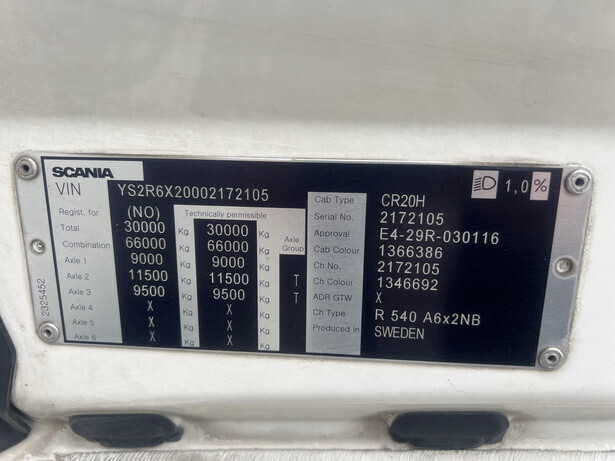 SCANIA
VIN YS2R6X20002172105
Regist. for (NO) Technically permissible
Total 30000 Kg 30000 Kg Axle Group
Combination 66000 Kg 66000 Kg
Axle 1 9000 Kg 9000 Kg
Axle 2 11500 Kg 11500 Kg T
Axle 3 9500 Kg 9500 Kg T
Axle 4 X Kg X Kg
Axle 5 X Kg X Kg
Axle 6 X Kg X Kg
2325452
Cab Type CR20H
Serial No. 2172105
Approval E4-29R-030116
Cab Colour 1366386
Ch No. 2172105
Ch Colour 1346692
ADR GTW X
Ch Type R 540 A6x2NB
Produced in SWEDEN
1,0 %